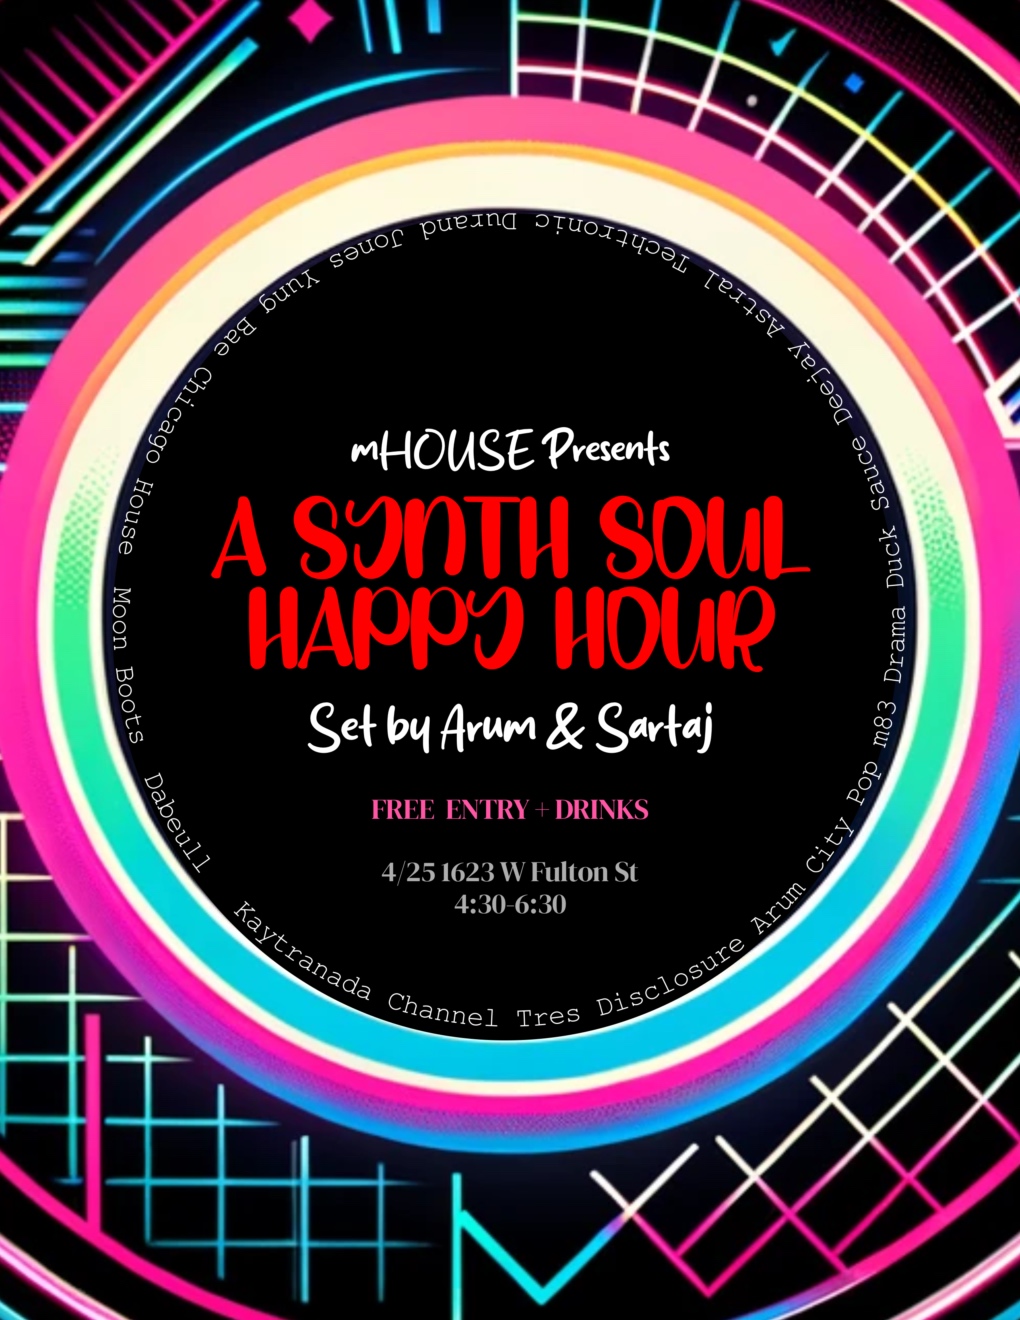 mHOUSE Presents
A SYNTH SOUL
HAPPY HOUR
Set by Arum & Sartaj
FREE ENTRY + DRINKS
4/25 1623 W Fulton St
4:30-6:30
Kaytranada Channel Tres Disclosure Arum City Pop m83 Drama Duck Sauce Deejay Astral Techtronic Durand Jones Yung Bae Chicago House Moon Boots Dabeull